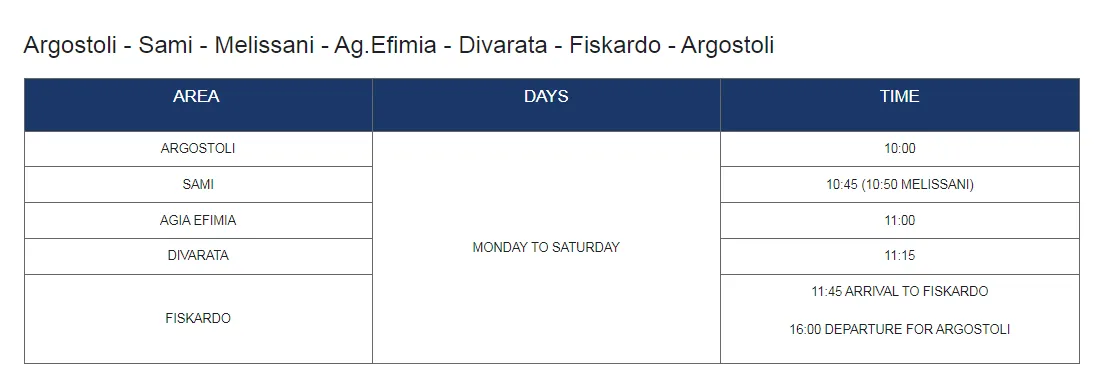 Argostoli - Sami - Melissani - Ag.Efimia - Divarata - Fiskardo - Argostoli
AREA DAYS TIME
ARGOSTOLI 10:00
SAMI 10:45 (10:50 MELISSANI)
AGIA EFIMIA 11:00
MONDAY TO SATURDAY
DIVARATA 11:15
FISKARDO
11:45 ARRIVAL TO FISKARDO
16:00 DEPARTURE FOR ARGOSTOLI